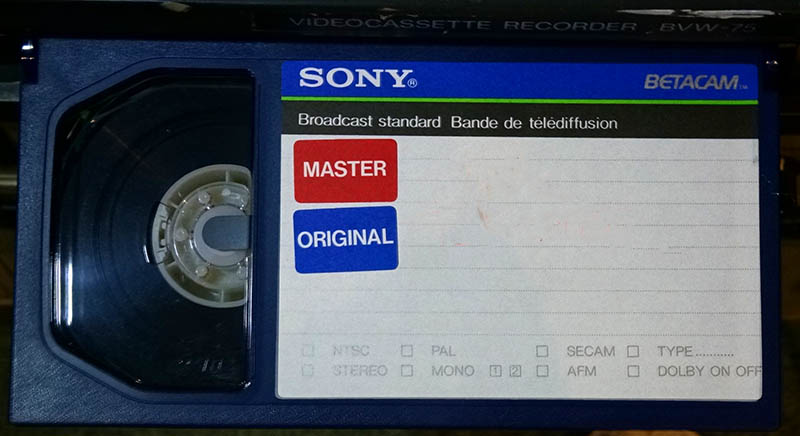 VIDEOCASSETTE RECORDER BVW-75
SONY®
BETACAM™
Broadcast standard Bande de télédiffusion
MASTER
ORIGINAL
NTSC PAL SECAM TYPE...........
STEREO MONO 1 2 AFM DOLBY ON OFF